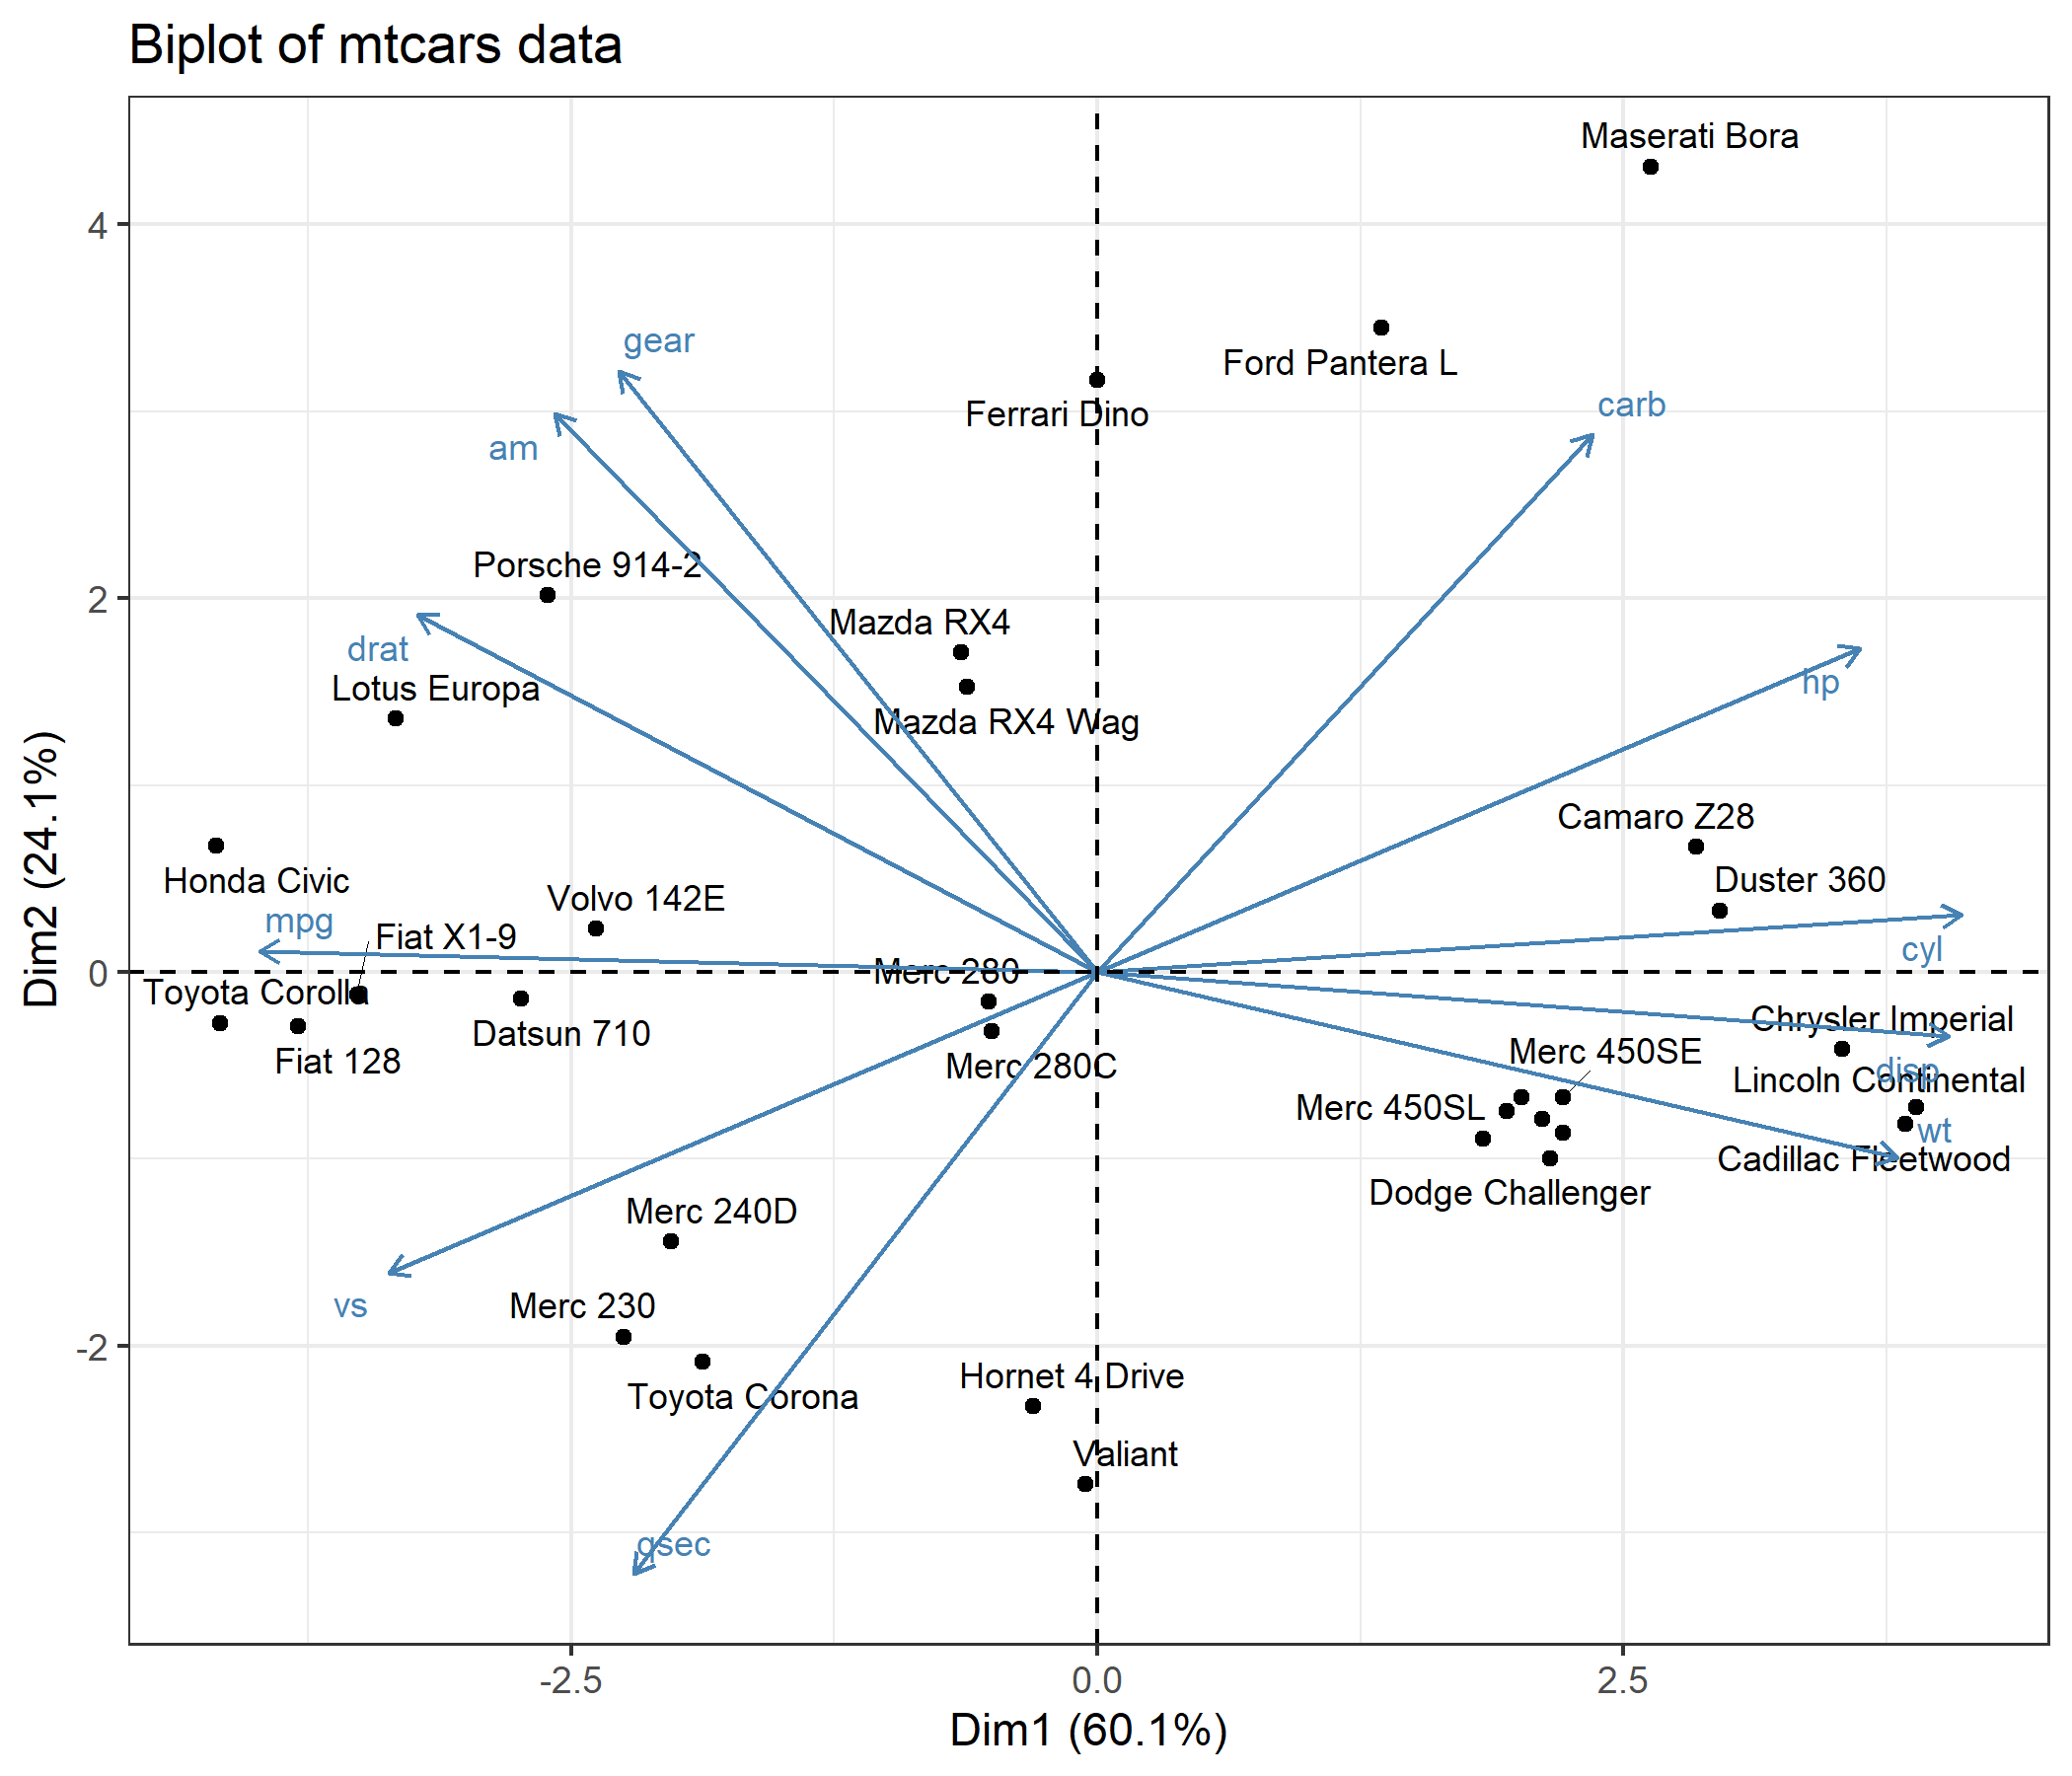 Biplot of mtcars data
Maserati Bora
4
gear
Ford Pantera L
carb
Ferrari Dino
am
Porsche 914-2
2
Mazda RX4
drat
hp
Lotus Europa
Mazda RX4 Wag
Camaro Z28
Honda Civic
Duster 360
Volvo 142E
mpg
Fiat X1-9
cyl
Dim2 (24.1%)
0
Merc 280
Toyota Corolla
Chrysler Imperial
Datsun 710
Merc 450SE
Fiat 128
Merc 280C
disp
Lincoln Continental
Merc 450SL
wt
Cadillac Fleetwood
Dodge Challenger
Merc 240D
vs
Merc 230
-2
Hornet 4 Drive
Toyota Corona
Valiant
qsec
-2.5
0.0
2.5
Dim1 (60.1%)